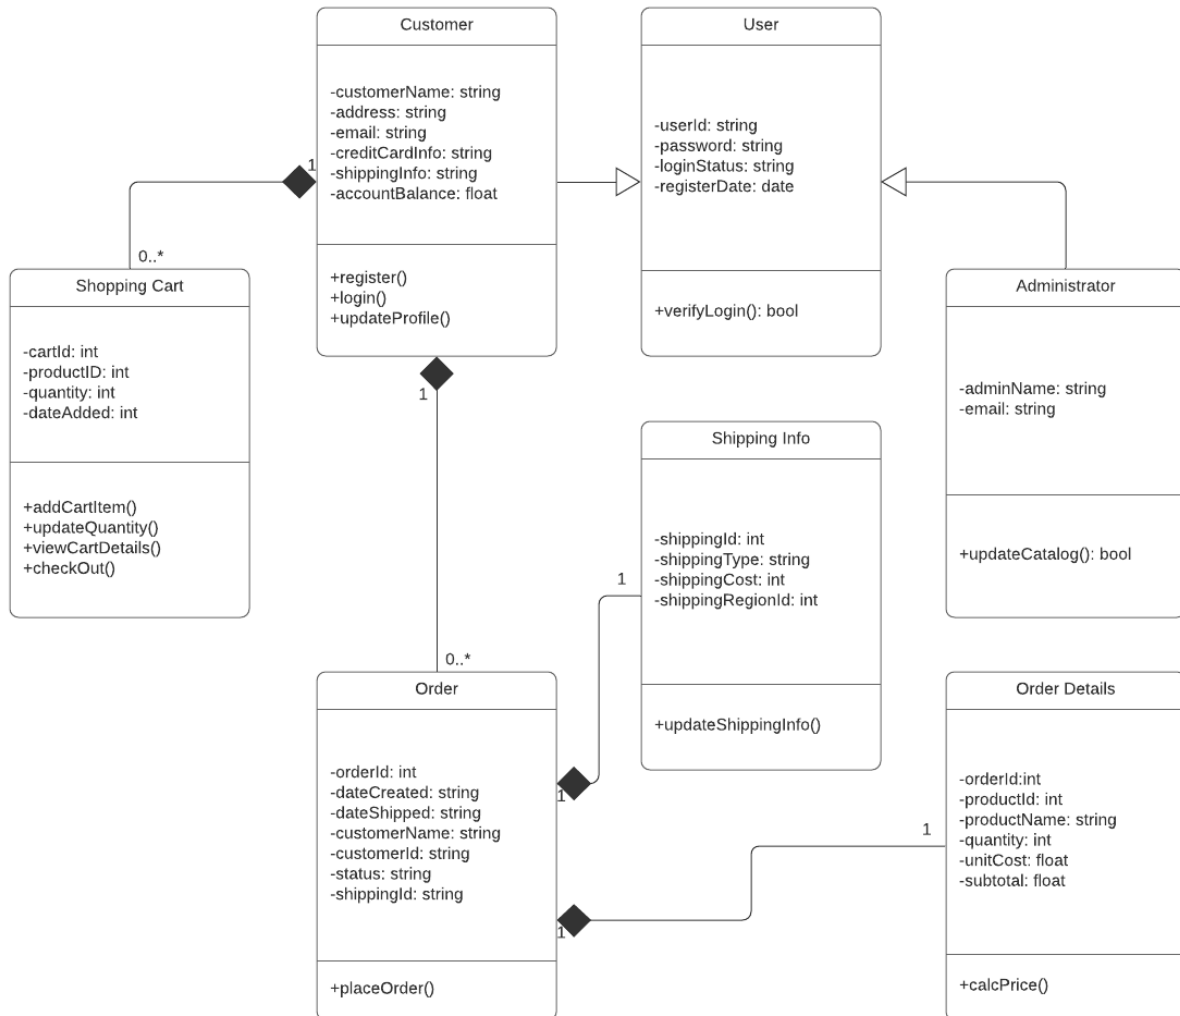 Customer
-customerName: string
-address: string
-email: string
-creditCardInfo: string
-shippingInfo: string
-accountBalance: float
+register()
+login()
+updateProfile()
User
-userId: string
-password: string
-loginStatus: string
-registerDate: date
+verifyLogin(): bool
1
0..*
Shopping Cart
-cartId: int
-productID: int
-quantity: int
-dateAdded: int
+addCartItem()
+updateQuantity()
+viewCartDetails()
+checkOut()
Administrator
-adminName: string
-email: string
+updateCatalog(): bool
1
0..*
Shipping Info
-shippingId: int
-shippingType: string
-shippingCost: int
-shippingRegionId: int
+updateShippingInfo()
1
1
Order
-orderId: int
-dateCreated: string
-dateShipped: string
-customerName: string
-customerId: string
-status: string
-shippingId: string
+placeOrder()
1
1
Order Details
-orderId:int
-productId: int
-productName: string
-quantity: int
-unitCost: float
-subtotal: float
+calcPrice()